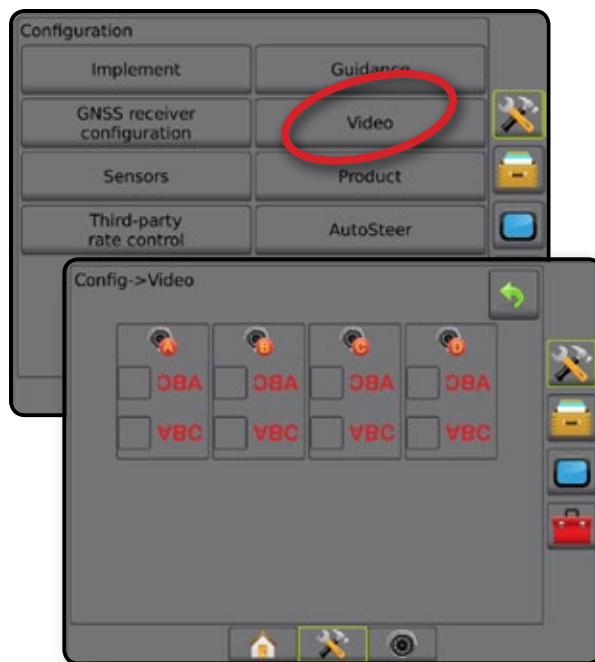 Configuration
Implement
Guidance
GNSS receiver
configuration
Video
Sensors
Product
Third-party
rate control
AutoSteer
Config->Video
A B C D
ABC ABC ABC ABC
ABC ABC ABC ABC